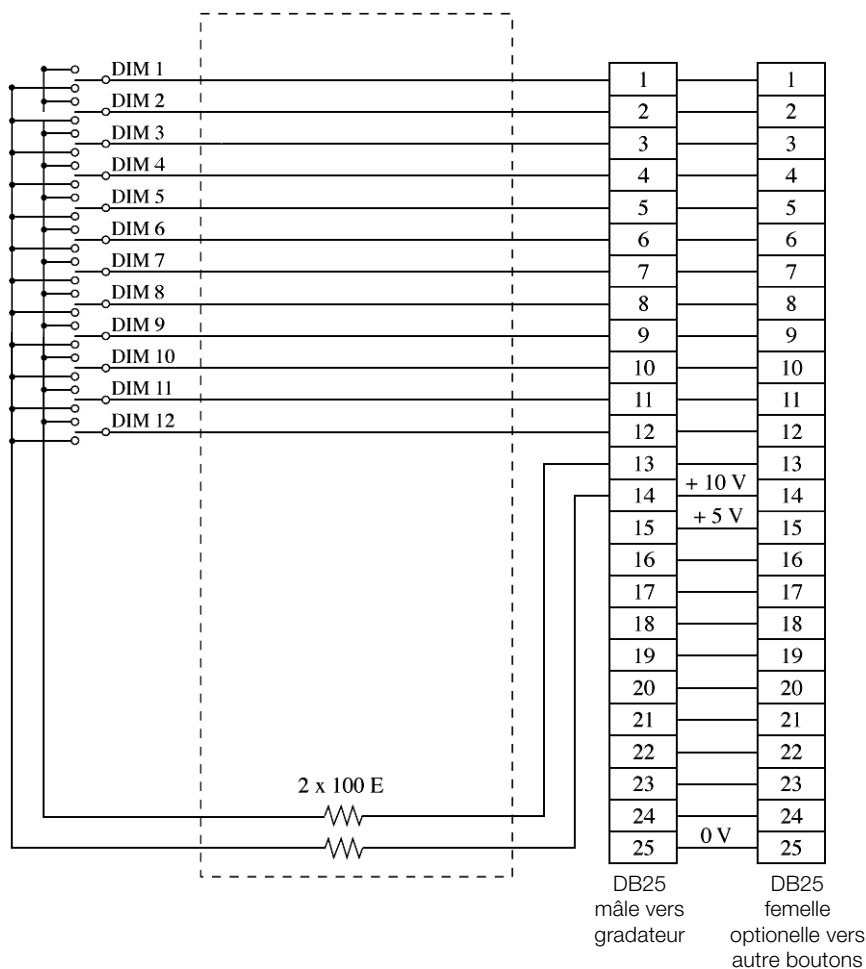 DIM 1
DIM 2
DIM 3
DIM 4
DIM 5
DIM 6
DIM 7
DIM 8
DIM 9
DIM 10
DIM 11
DIM 12
2 x 100 E
1
2
3
4
5
6
7
8
9
10
11
12
13
14
15
16
17
18
19
20
21
22
23
24
25
+ 10 V
+ 5 V
0 V
1
2
3
4
5
6
7
8
9
10
11
12
13
14
15
16
17
18
19
20
21
22
23
24
25
DB25
mâle vers
gradateur
DB25
femelle
optionelle vers
autre boutons